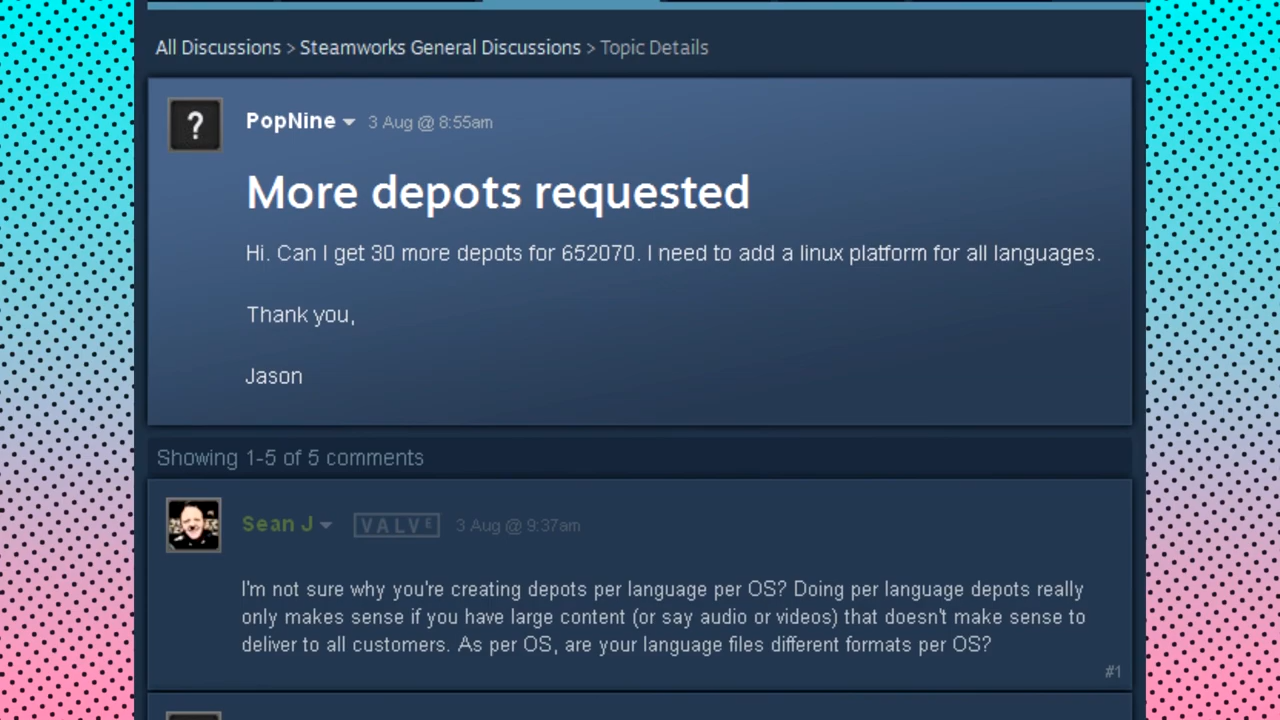 All Discussions > Steamworks General Discussions > Topic Details
?
PopNine 3 Aug @ 8:55am
More depots requested
Hi. Can I get 30 more depots for 652070. I need to add a linux platform for all languages.
Thank you,
Jason
Showing 1-5 of 5 comments
Sean J VALVE 3 Aug @ 9:37am
I'm not sure why you're creating depots per language per OS? Doing per language depots really
only makes sense if you have large content (or say audio or videos) that doesn't make sense to
deliver to all customers. As per OS, are your language files different formats per OS?
#1